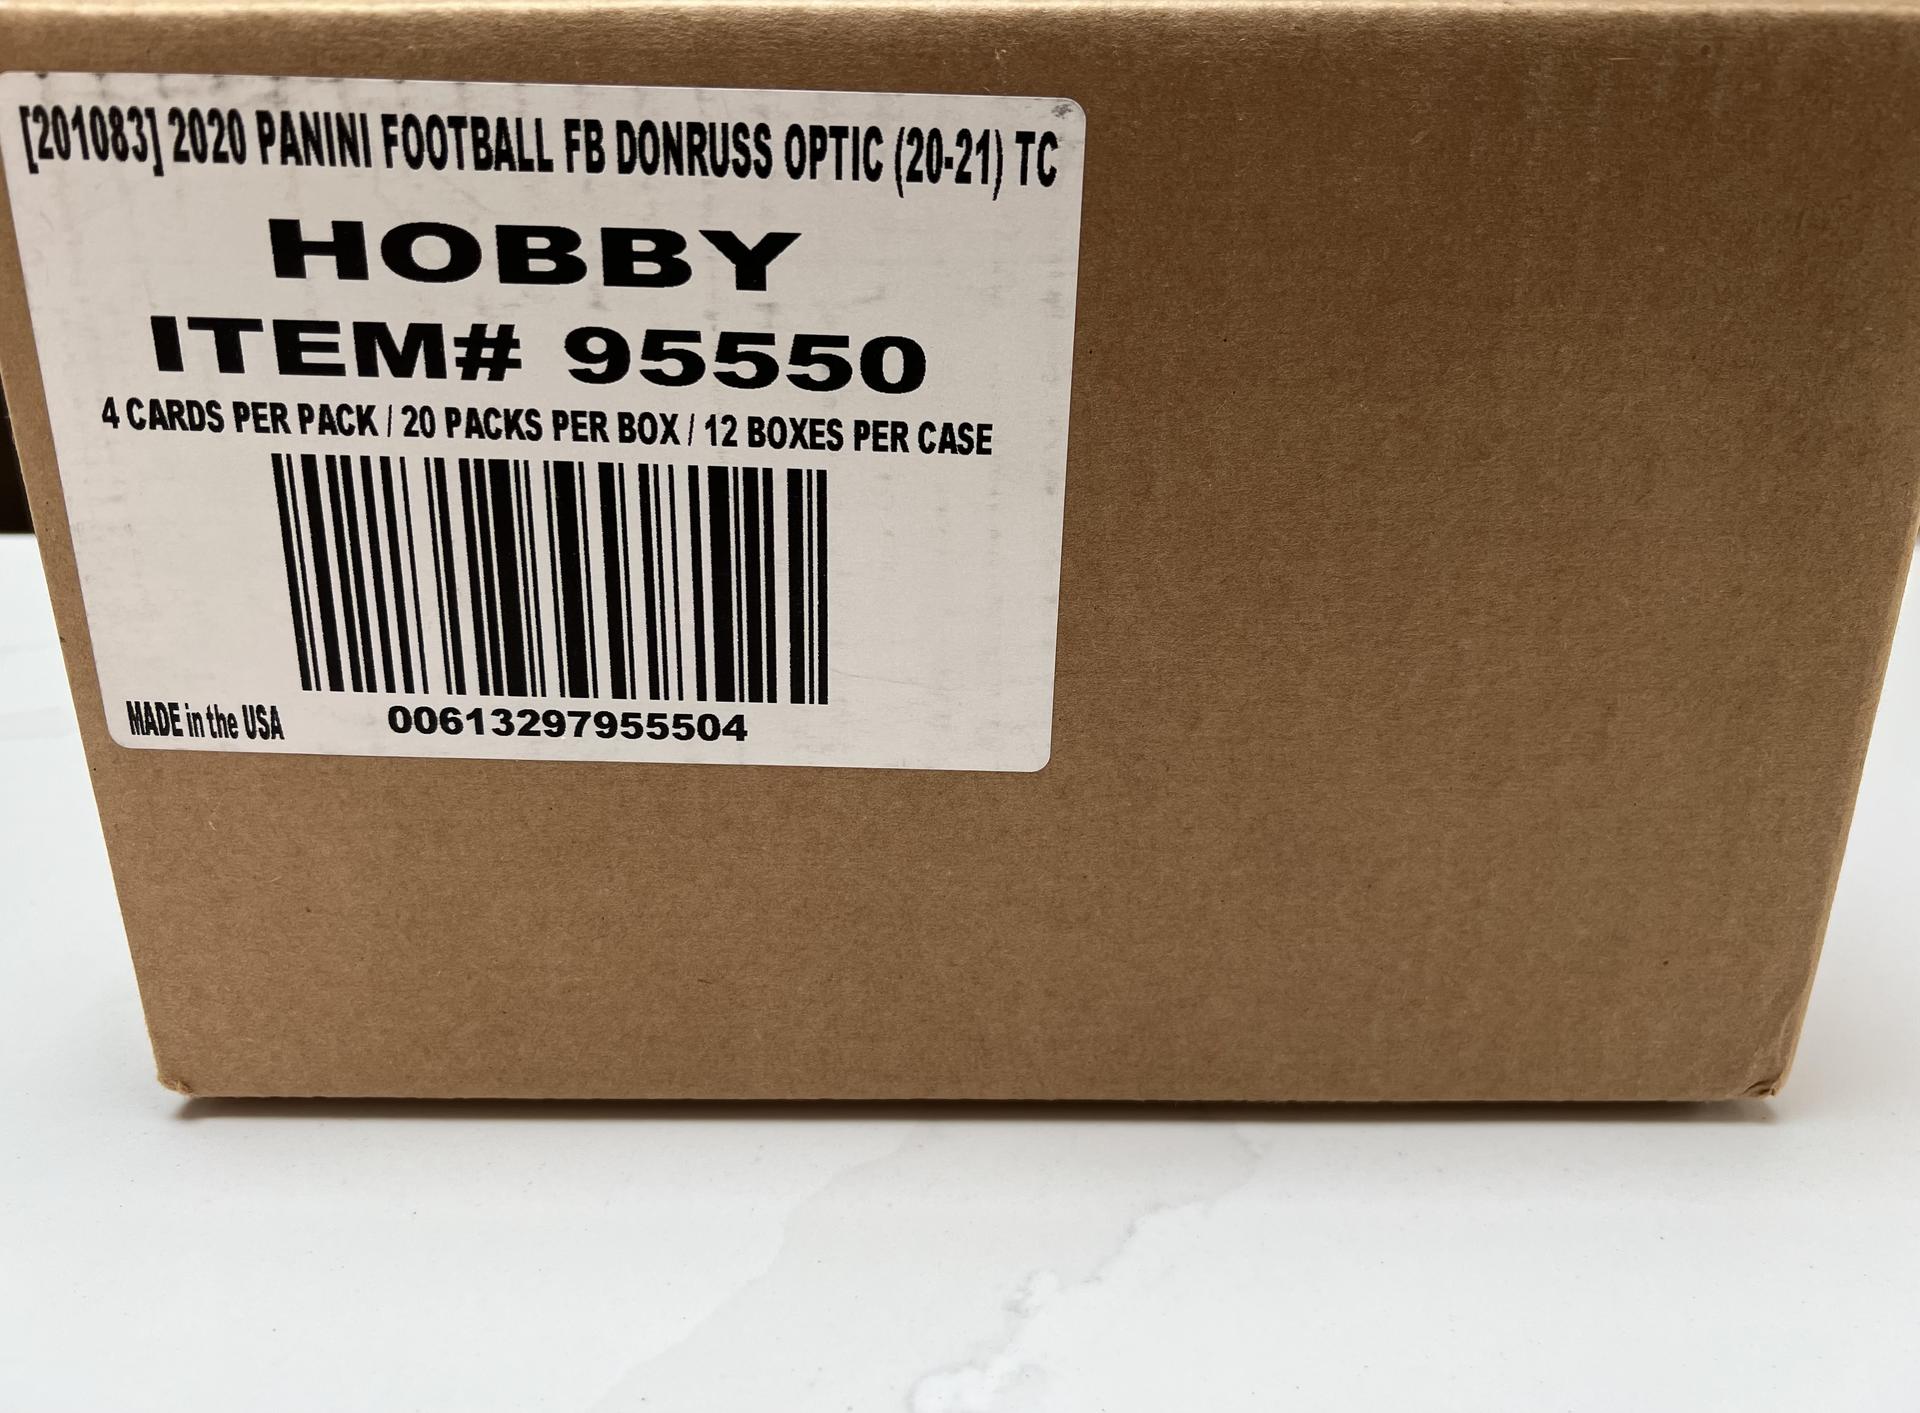 [201083] 2020 PANINI FOOTBALL FB DONRUSS OPTIC (20-21) TC
HOBBY
ITEM# 95550
4 CARDS PER PACK / 20 PACKS PER BOX / 12 BOXES PER CASE
MADE in the USA
00613297955504